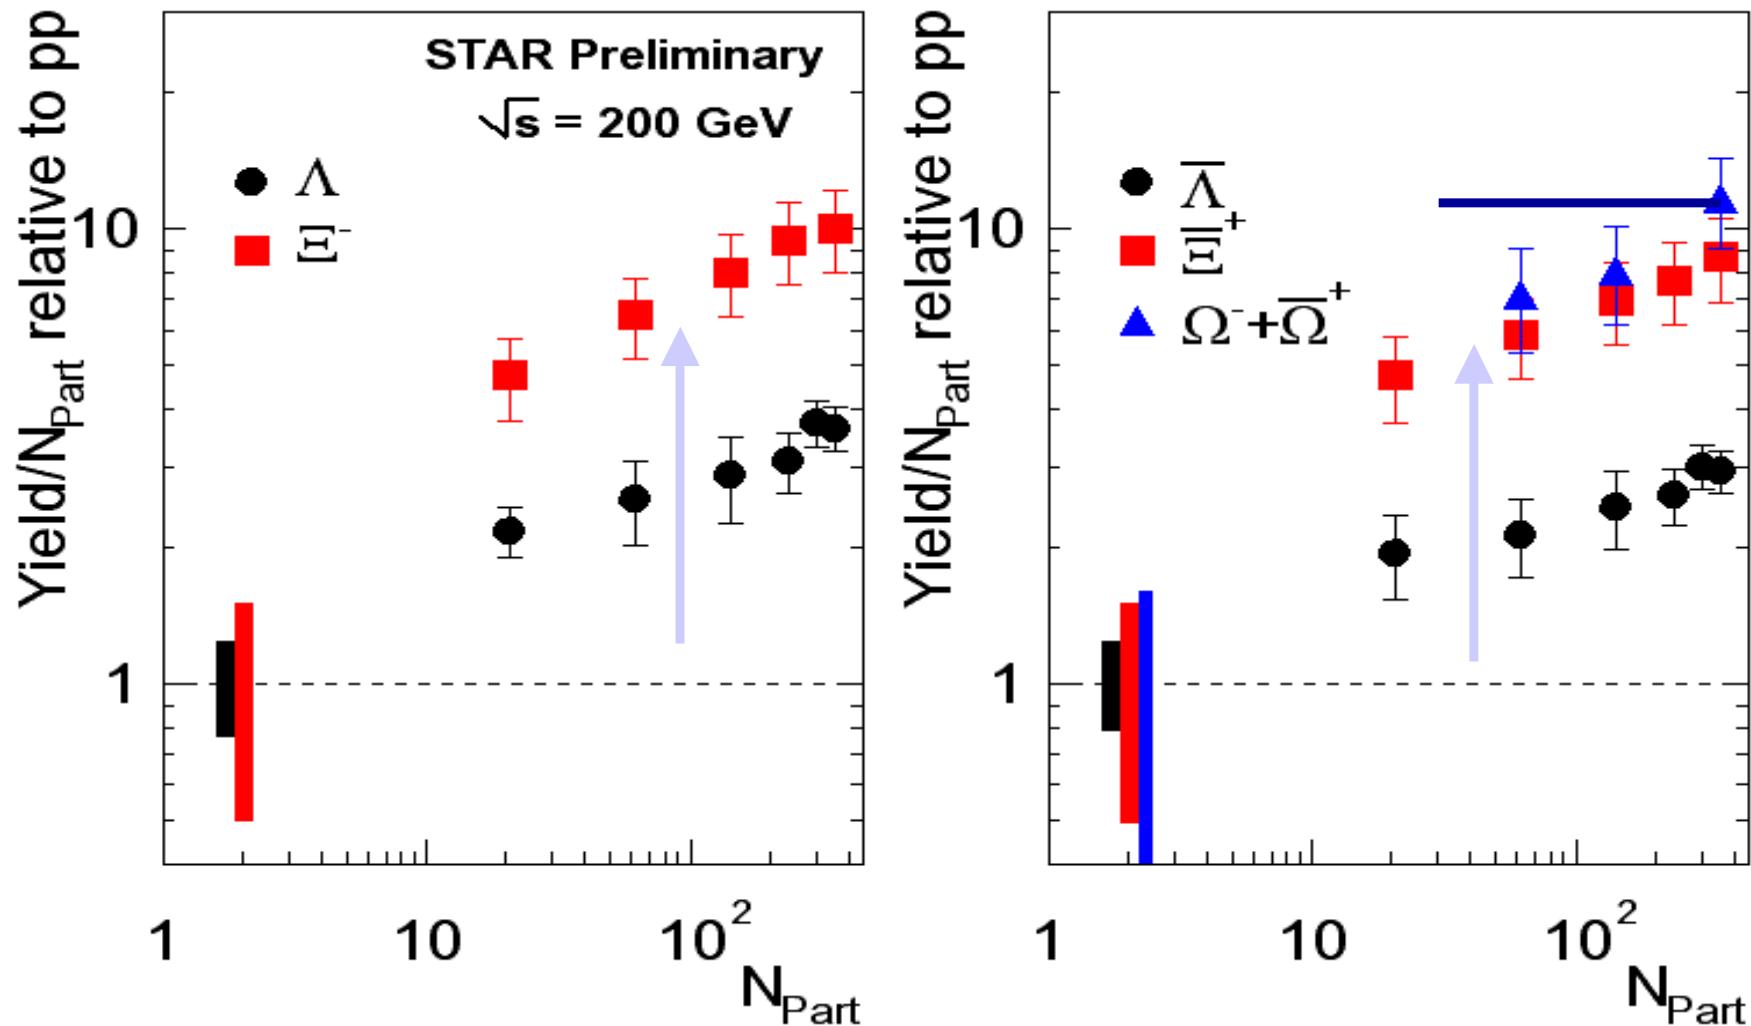 Yield/N_Part relative to pp
STAR Preliminary
√s = 200 GeV
Λ
Ξ⁻
10
1
1 10 10²
N_Part
Yield/N_Part relative to pp
Λ̅
Ξ̅⁺
Ω⁻+Ω̅⁺
10
1
1 10 10²
N_Part